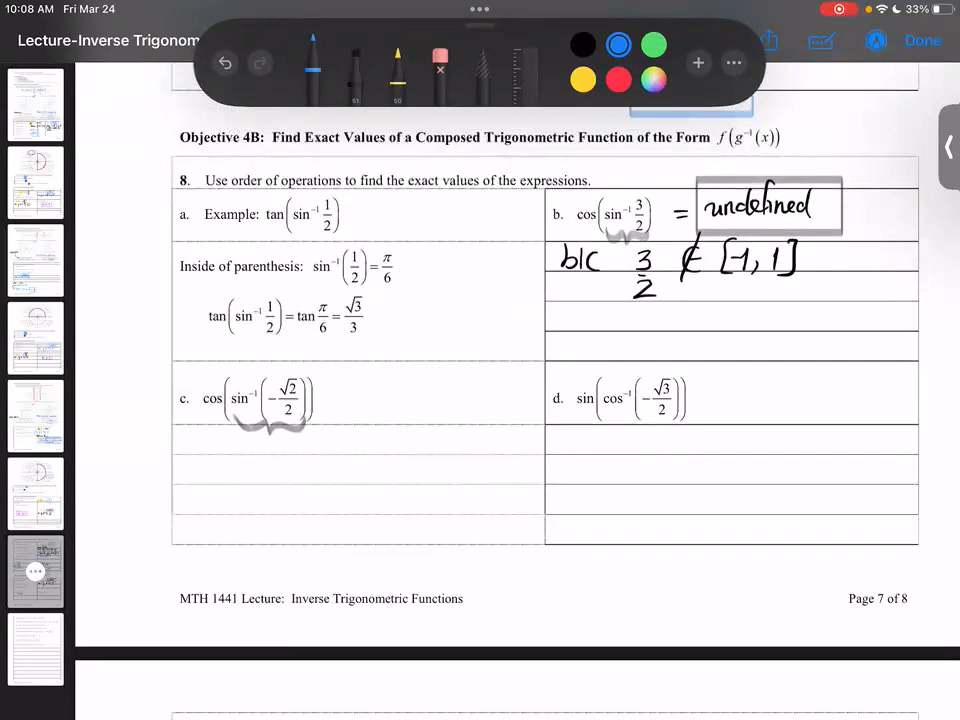 10:08 AM Fri Mar 24
33%
Lecture-Inverse Trigonom
Done
Objective 4B: Find Exact Values of a Composed Trigonometric Function of the Form f(g⁻¹(x))
8. Use order of operations to find the exact values of the expressions.
a. Example: tan(sin⁻¹ 1/2)
b. cos(sin⁻¹ 3/2) = undefined
b/c 3/2 ∉ [-1, 1]
Inside of parenthesis: sin⁻¹(1/2) = π/6
tan(sin⁻¹ 1/2) = tan π/6 = √3/3
c. cos(sin⁻¹(−√2/2))
d. sin(cos⁻¹(−√3/2))
MTH 1441 Lecture: Inverse Trigonometric Functions
Page 7 of 8